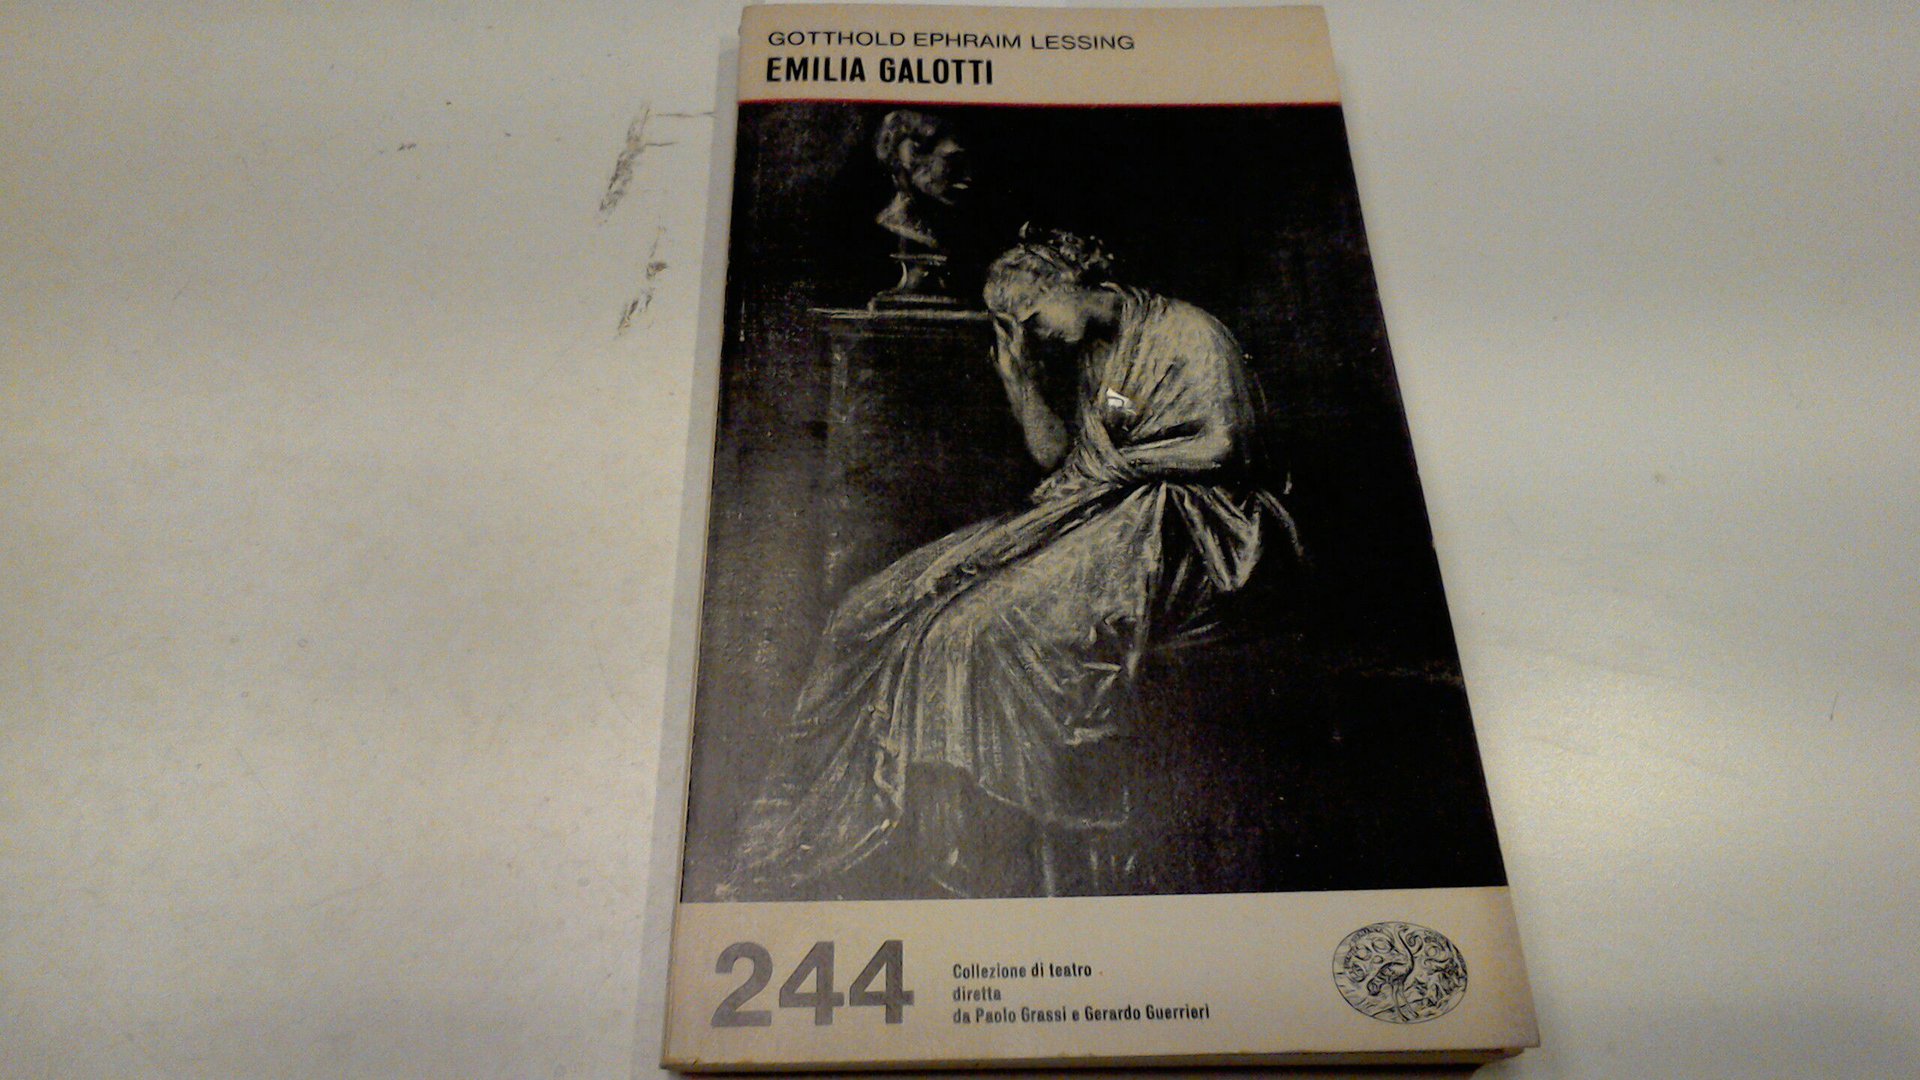 GOTTHOLD EPHRAIM LESSING
EMILIA GALOTTI
244
Collezione di teatro
diretta
da Paolo Grassi e Gerardo Guerrieri